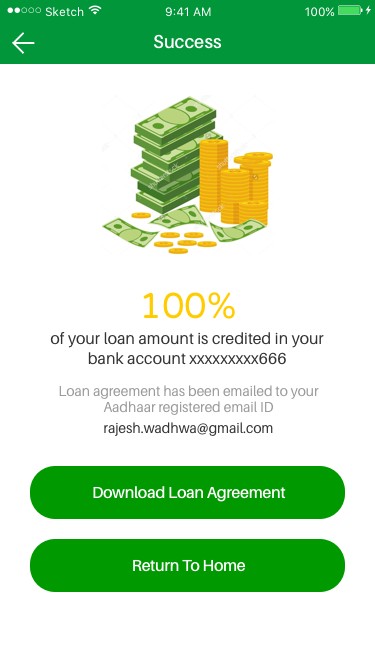 Sketch 9:41 AM 100%
Success
100%
of your loan amount is credited in your
bank account xxxxxxxxx666
Loan agreement has been emailed to your
Aadhaar registered email ID
rajesh.wadhwa@gmail.com
Download Loan Agreement
Return To Home